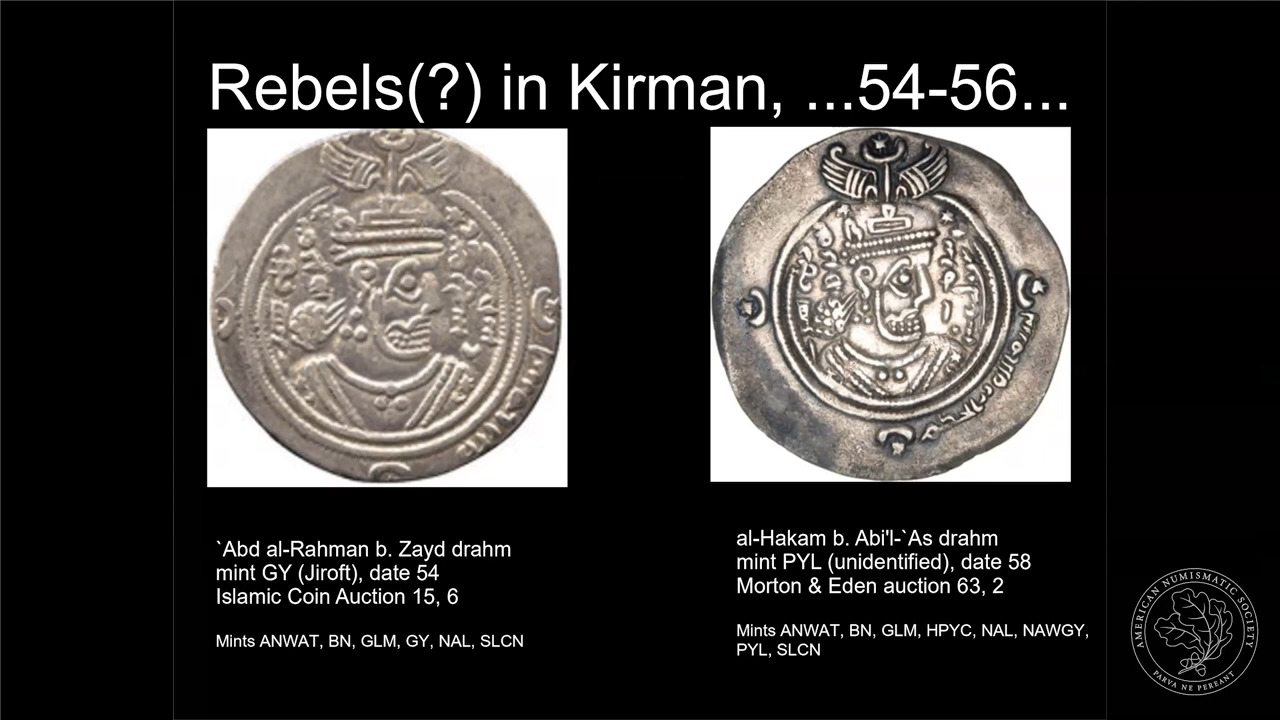 Rebels(?) in Kirman, ...54-56...
`Abd al-Rahman b. Zayd drahm
mint GY (Jiroft), date 54
Islamic Coin Auction 15, 6
Mints ANWAT, BN, GLM, GY, NAL, SLCN
al-Hakam b. Abi'l-`As drahm
mint PYL (unidentified), date 58
Morton & Eden auction 63, 2
Mints ANWAT, BN, GLM, HPYC, NAL, NAWGY,
PYL, SLCN
AMERICAN NUMISMATIC SOCIETY
PARVA NE PEREANT